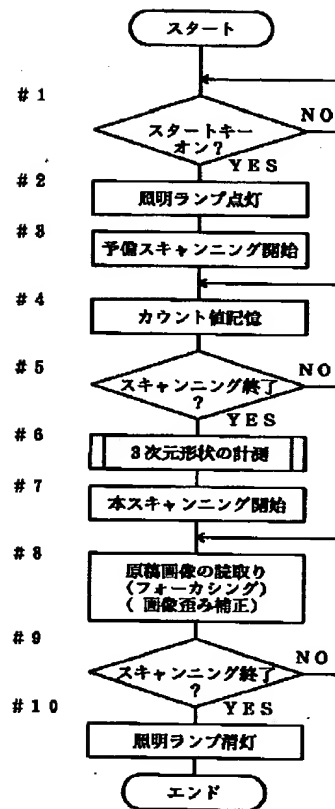 スタート
#1
スタートキー
オン?
NO
YES
#2
照明ランプ点灯
#3
予備スキャンニング開始
#4
カウント値記憶
#5
スキャンニング終了
?
NO
YES
#6
3次元形状の計測
#7
本スキャンニング開始
#8
原稿画像の読取り
(フォーカシング)
(画像歪み補正)
#9
スキャンニング終了
?
NO
YES
#10
照明ランプ消灯
エンド